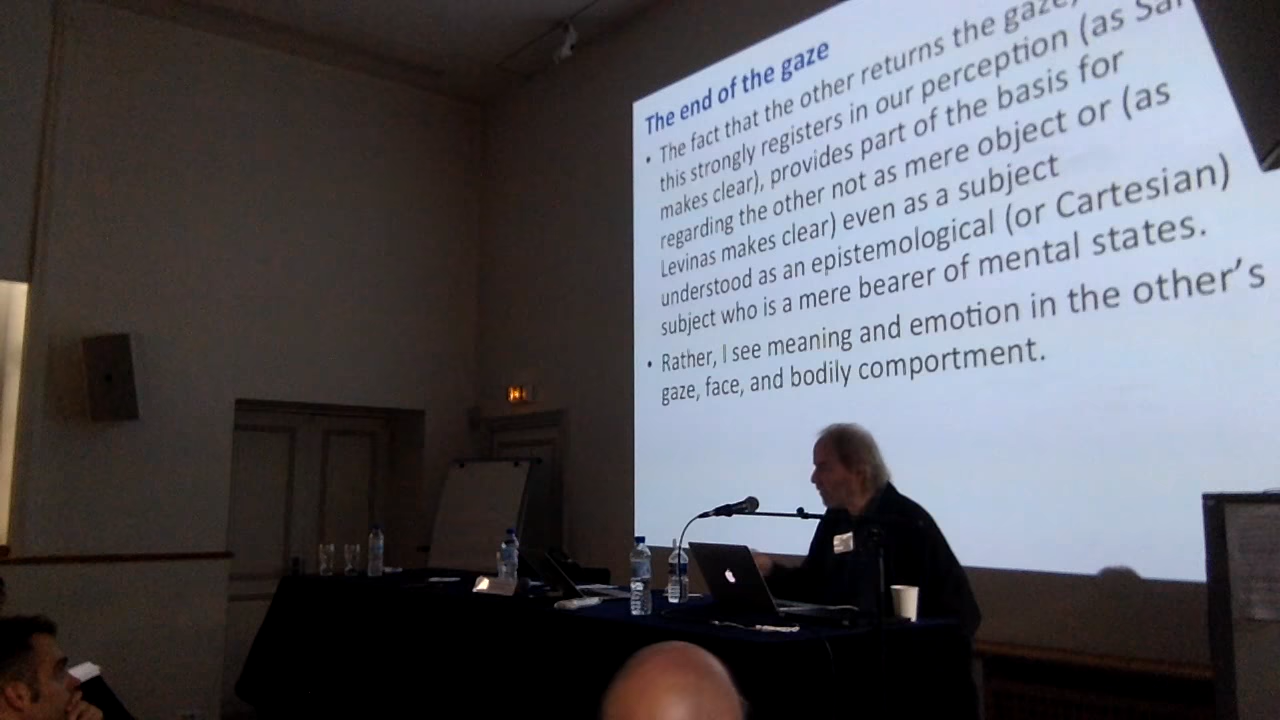 The end of the gaze
• The fact that the other returns the gaze,
this strongly registers in our perception (as
makes clear), provides part of the basis for
regarding the other not as mere object or (as
Levinas makes clear) even as a subject
understood as an epistemological (or Cartesian)
subject who is a mere bearer of mental states.
• Rather, I see meaning and emotion in the other's
gaze, face, and bodily comportment.